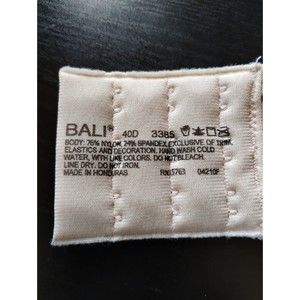 BALI® 40D 3385
BODY: 76% NYLON, 24% SPANDEX, EXCLUSIVE OF TRIM,
ELASTICS AND DECORATION. HAND WASH COLD
WATER, WITH LIKE COLORS. DO NOT BLEACH.
LINE DRY. DO NOT IRON.
MADE IN HONDURAS 04210F